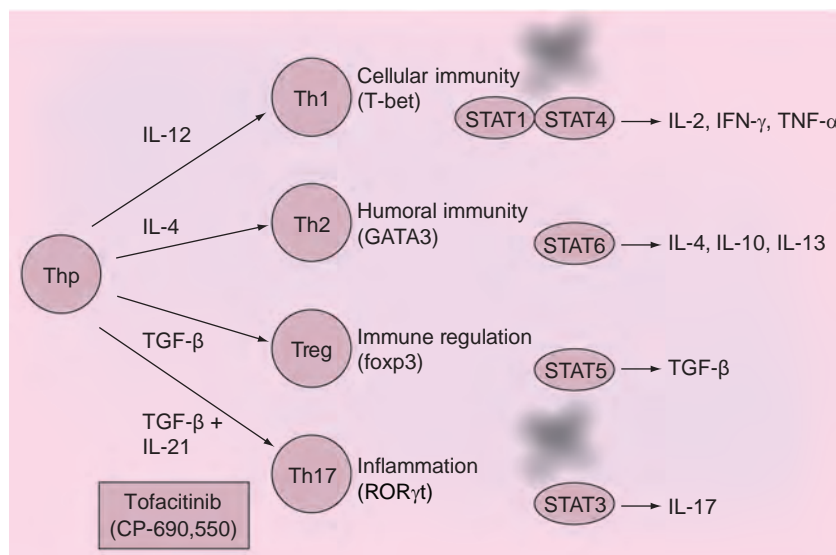 Th1
Cellular immunity
(T-bet)
STAT1
STAT4
IL-2, IFN-γ, TNF-α
IL-12
Th2
Humoral immunity
(GATA3)
STAT6
IL-4, IL-10, IL-13
IL-4
Thp
Treg
Immune regulation
(foxp3)
STAT5
TGF-β
TGF-β
TGF-β +
IL-21
Th17
Inflammation
(RORγt)
STAT3
IL-17
Tofacitinib
(CP-690,550)